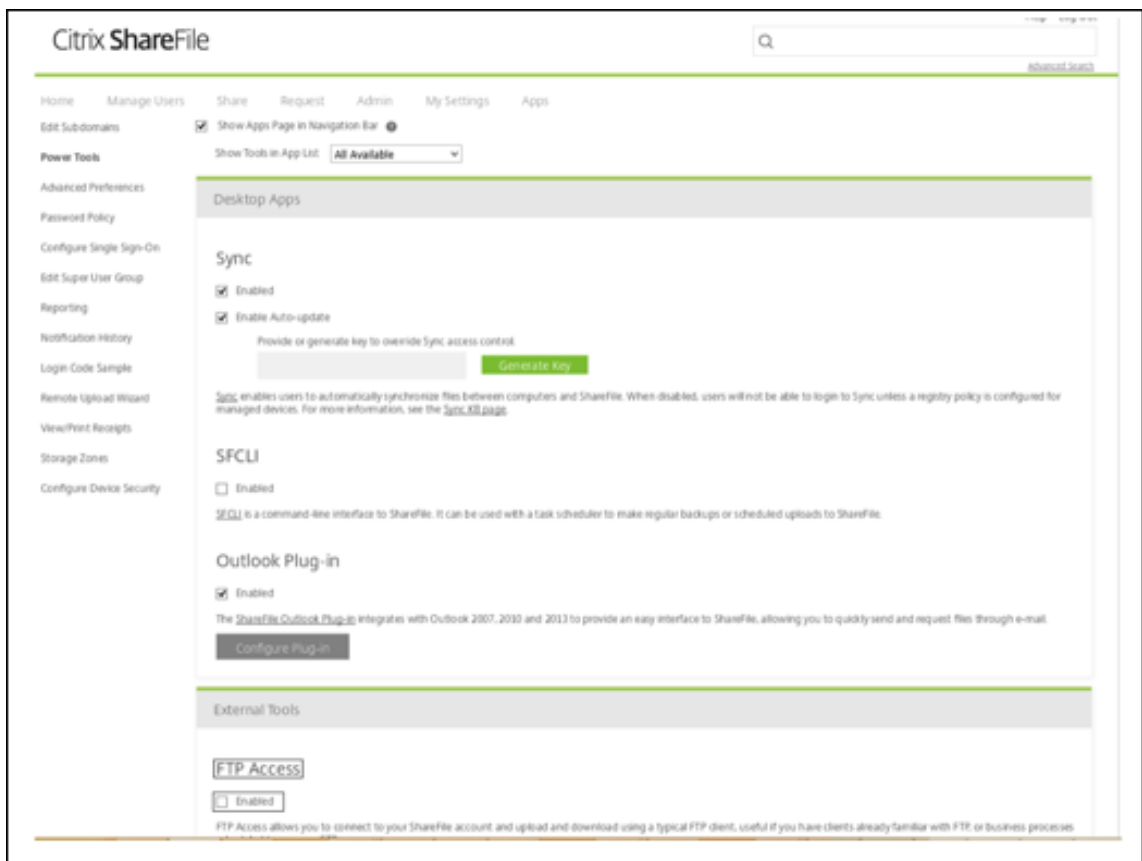 Citrix ShareFile
Advanced Search
Home Manage Users Share Request Admin My Settings Apps
Edit Subdomains
Power Tools
Advanced Preferences
Password Policy
Configure Single Sign-On
Edit Super User Group
Reporting
Notification History
Login Code Sample
Remote Upload Wizard
View/Print Receipts
Storage Zones
Configure Device Security
Show Apps Page in Navigation Bar
Show Tools in App List All Available
Desktop Apps
Sync
Enabled
Enable Auto-update
Provide or generate key to override Sync access control.
Generate Key
Sync enables users to automatically synchronize files between computers and ShareFile. When disabled, users will not be able to login to Sync unless a registry policy is configured for
managed devices. For more information, see the Sync KB page.
SFCLI
Enabled
SFCLI is a command-line interface to ShareFile. It can be used with a task scheduler to make regular backups or scheduled uploads to ShareFile.
Outlook Plug-in
Enabled
The ShareFile Outlook Plug-in integrates with Outlook 2007, 2010 and 2013 to provide an easy interface to ShareFile, allowing you to quickly send and request files through e-mail.
Configure Plug-in
External Tools
FTP Access
Enabled
FTP Access allows you to connect to your ShareFile account and upload and download using a typical FTP client, useful if you have clients already familiar with FTP, or business processes